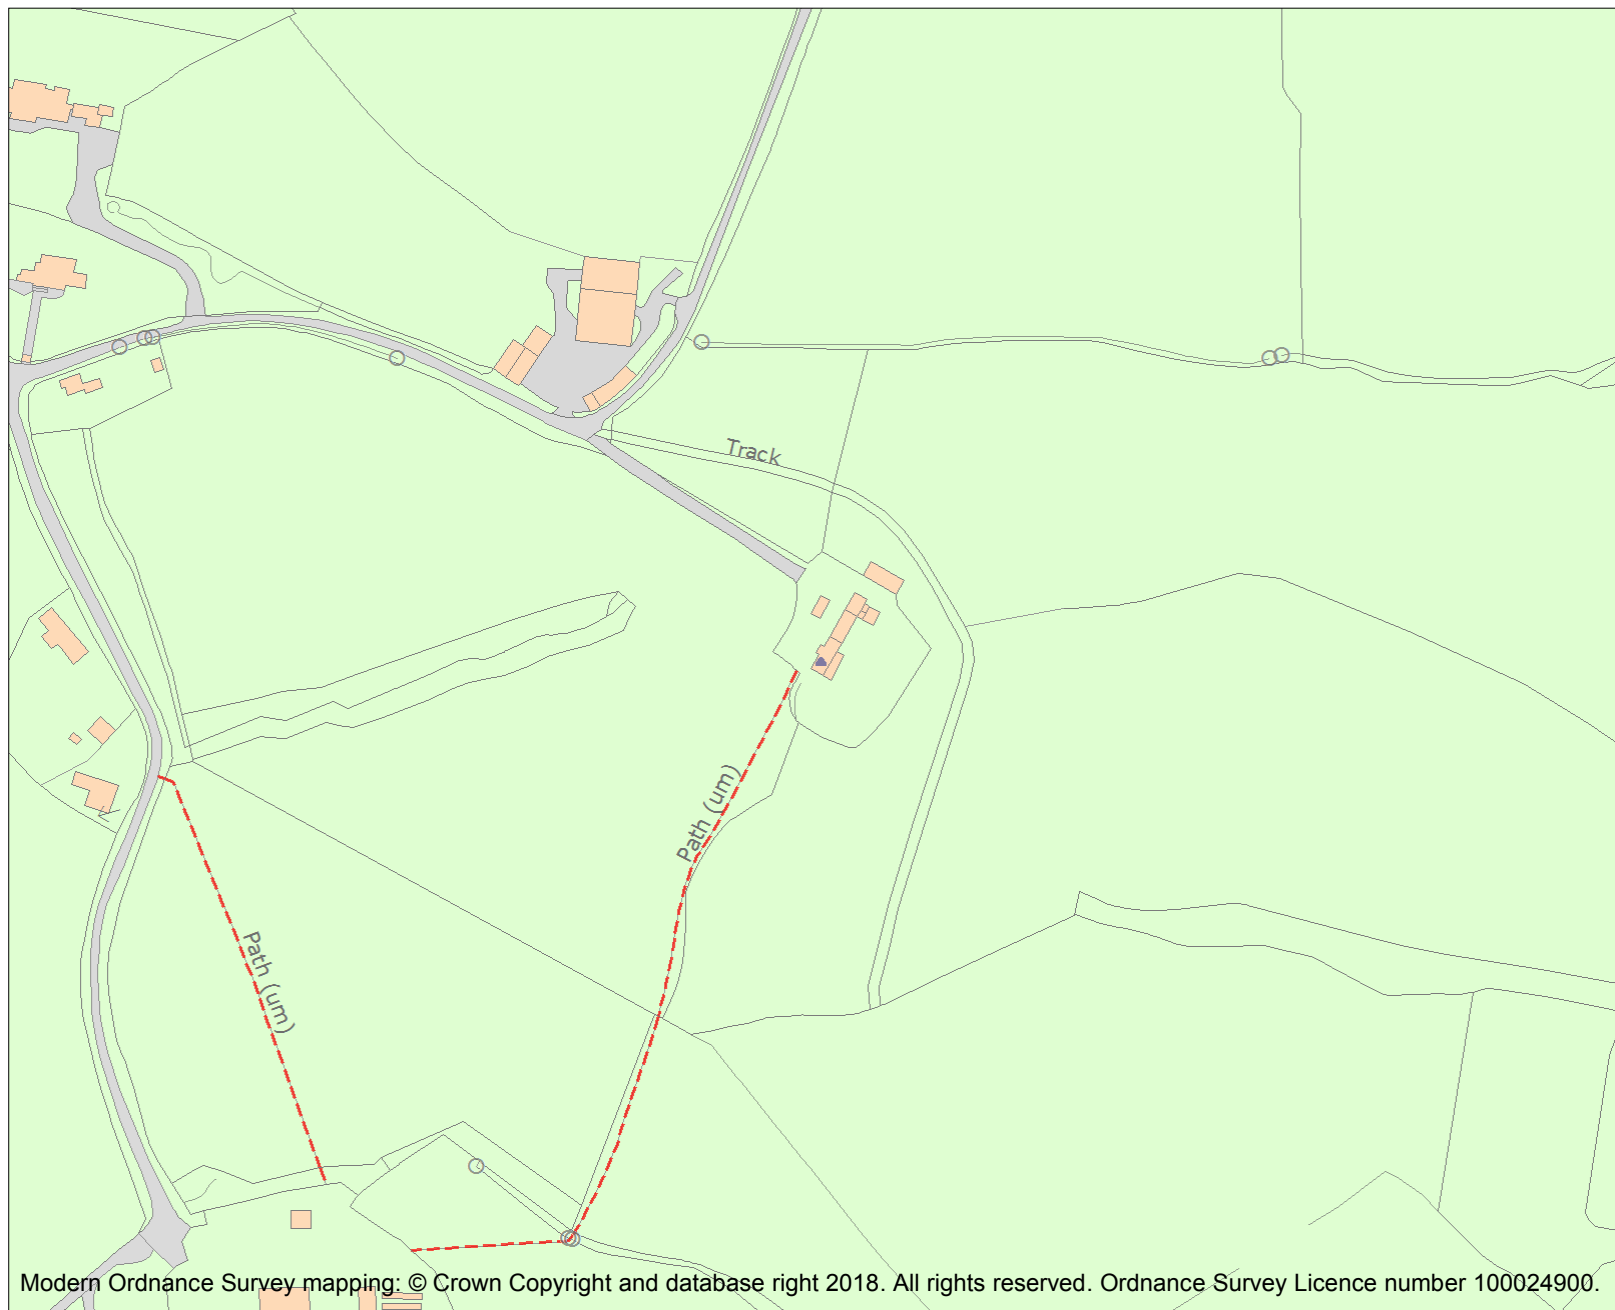 Track
Path (um)
Path (um)
Modern Ordnance Survey mapping: © Crown Copyright and database right 2018. All rights reserved. Ordnance Survey Licence number 100024900.